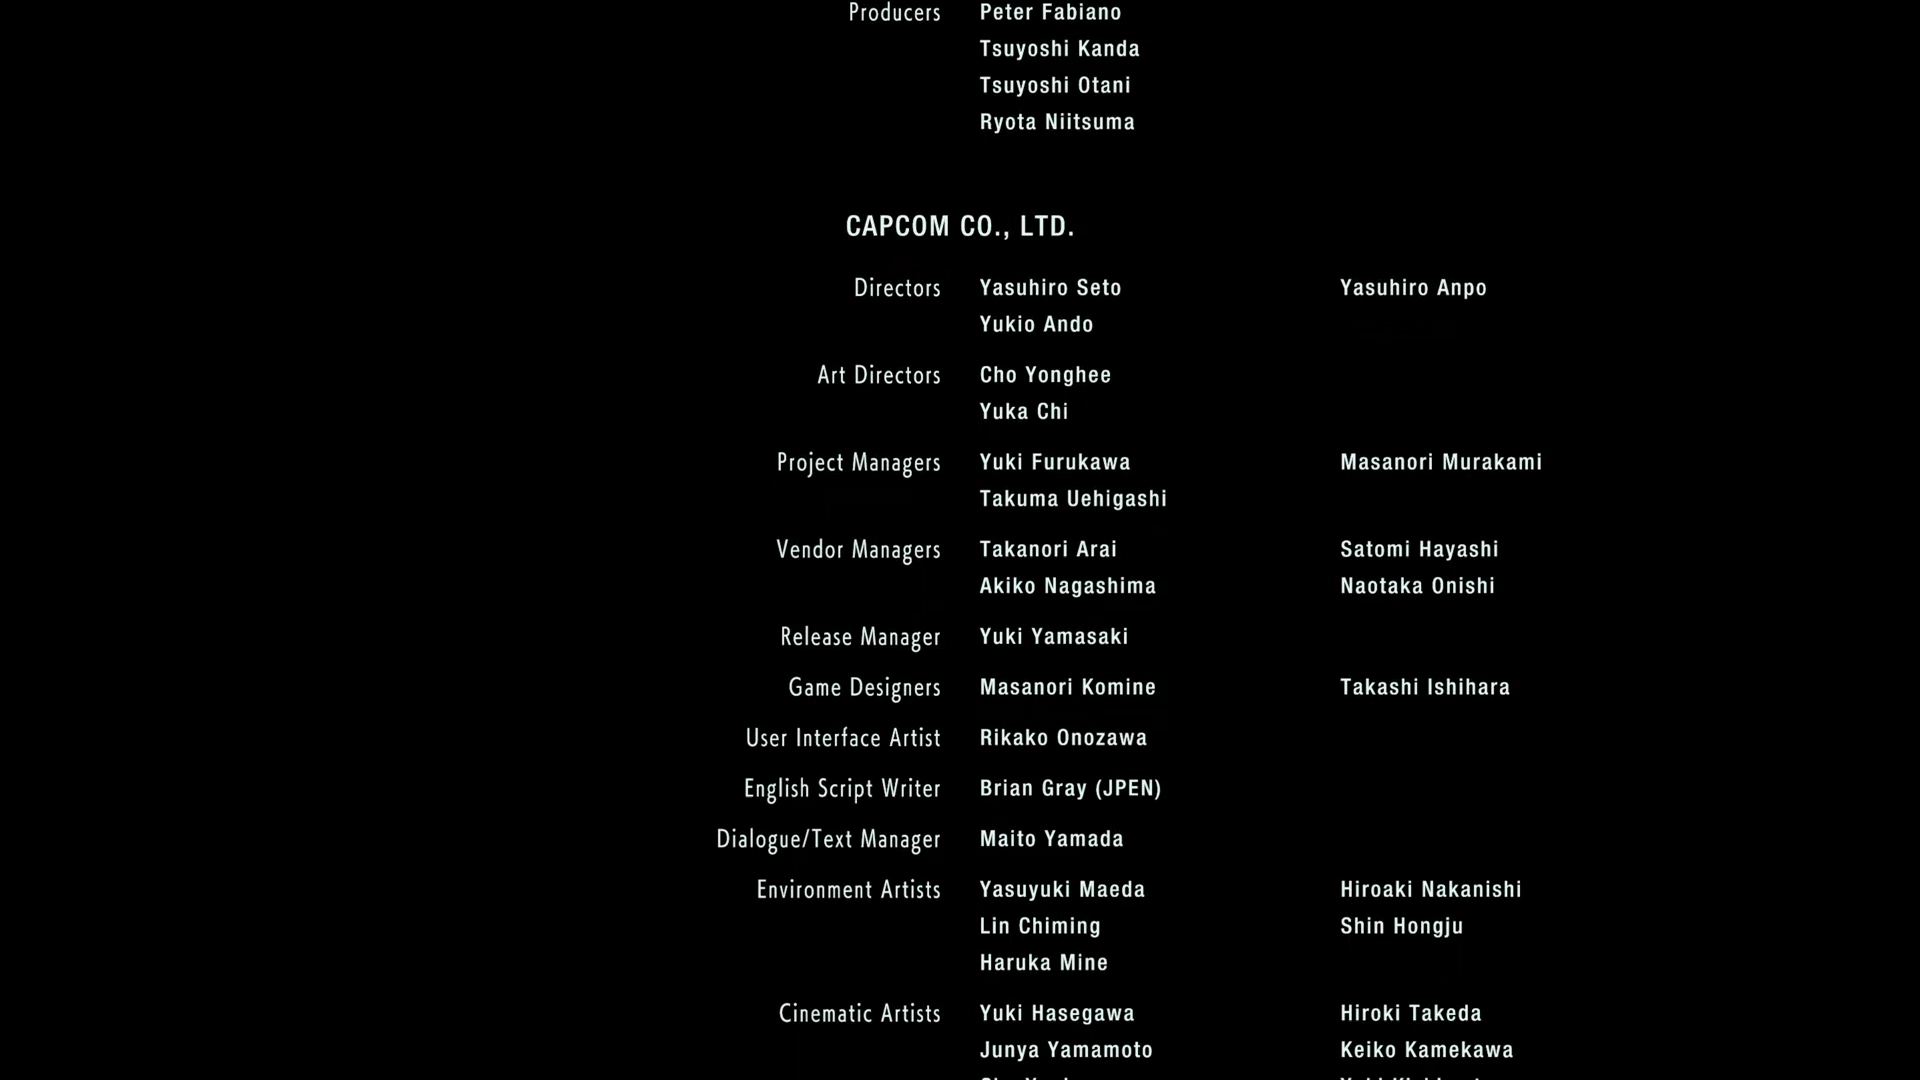 Producers Peter Fabiano
Tsuyoshi Kanda
Tsuyoshi Otani
Ryota Niitsuma
CAPCOM CO., LTD.
Directors Yasuhiro Seto Yasuhiro Anpo
Yukio Ando
Art Directors Cho Yonghee
Yuka Chi
Project Managers Yuki Furukawa Masanori Murakami
Takuma Uehigashi
Vendor Managers Takanori Arai Satomi Hayashi
Akiko Nagashima Naotaka Onishi
Release Manager Yuki Yamasaki
Game Designers Masanori Komine Takashi Ishihara
User Interface Artist Rikako Onozawa
English Script Writer Brian Gray (JPEN)
Dialogue/Text Manager Maito Yamada
Environment Artists Yasuyuki Maeda Hiroaki Nakanishi
Lin Chiming Shin Hongju
Haruka Mine
Cinematic Artists Yuki Hasegawa Hiroki Takeda
Junya Yamamoto Keiko Kamekawa